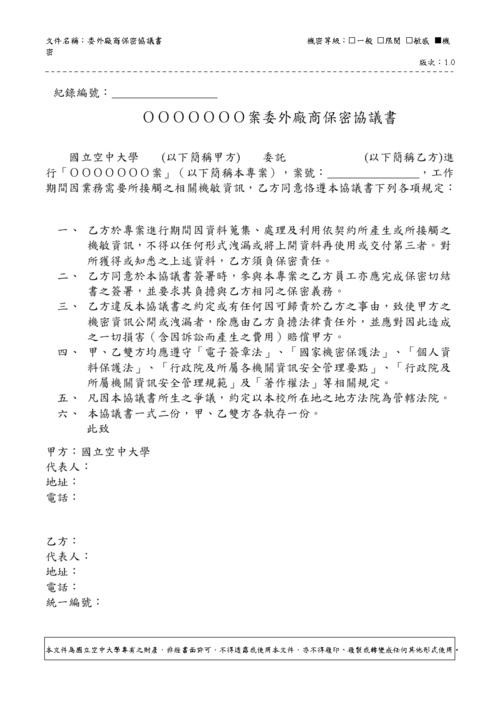 文件名稱：委外廠商保密協議書 機密等級：□一般 □限閱 □敏感 ■機
密
版次：1.0
紀錄編號：
ＯＯＯＯＯＯＯ案委外廠商保密協議書
國立空中大學 (以下簡稱甲方) 委託 (以下簡稱乙方)進
行「ＯＯＯＯＯＯＯ案」（以下簡稱本專案），案號：，工作
期間因業務需要所接觸之相關機敏資訊，乙方同意恪遵本協議書下列各項規定：
一、 乙方於專案進行期間因資料蒐集、處理及利用依契約所產生或所接觸之
機敏資訊，不得以任何形式洩漏或將上開資料再使用或交付第三者。對
所獲得或知悉之上述資料，乙方須負保密責任。
二、 乙方同意於本協議書簽署時，參與本專案之乙方員工亦應完成保密切結
書之簽署，並要求其負擔與乙方相同之保密義務。
三、 乙方違反本協議書之約定或有任何因可歸責於乙方之事由，致使甲方之
機密資訊公開或洩漏者，除應由乙方負擔法律責任外，並應對因此造成
之一切損害（含因訴訟而產生之費用）賠償甲方。
四、 甲、乙雙方均應遵守「電子簽章法」、「國家機密保護法」、「個人資
料保護法」、「行政院及所屬各機關資訊安全管理要點」、「行政院及
所屬機關資訊安全管理規範」及「著作權法」等相關規定。
五、 凡因本協議書所生之爭議，約定以本校所在地之地方法院為管轄法院。
六、 本協議書一式二份，甲、乙雙方各執存一份。
此致
甲方：國立空中大學
代表人：
地址：
電話：
乙方：
代表人：
地址：
電話：
統一編號：
本文件為國立空中大學專有之財產，非經書面許可，不得透露或使用本文件，亦不得複印、複製或轉變成任何其他形式使用。